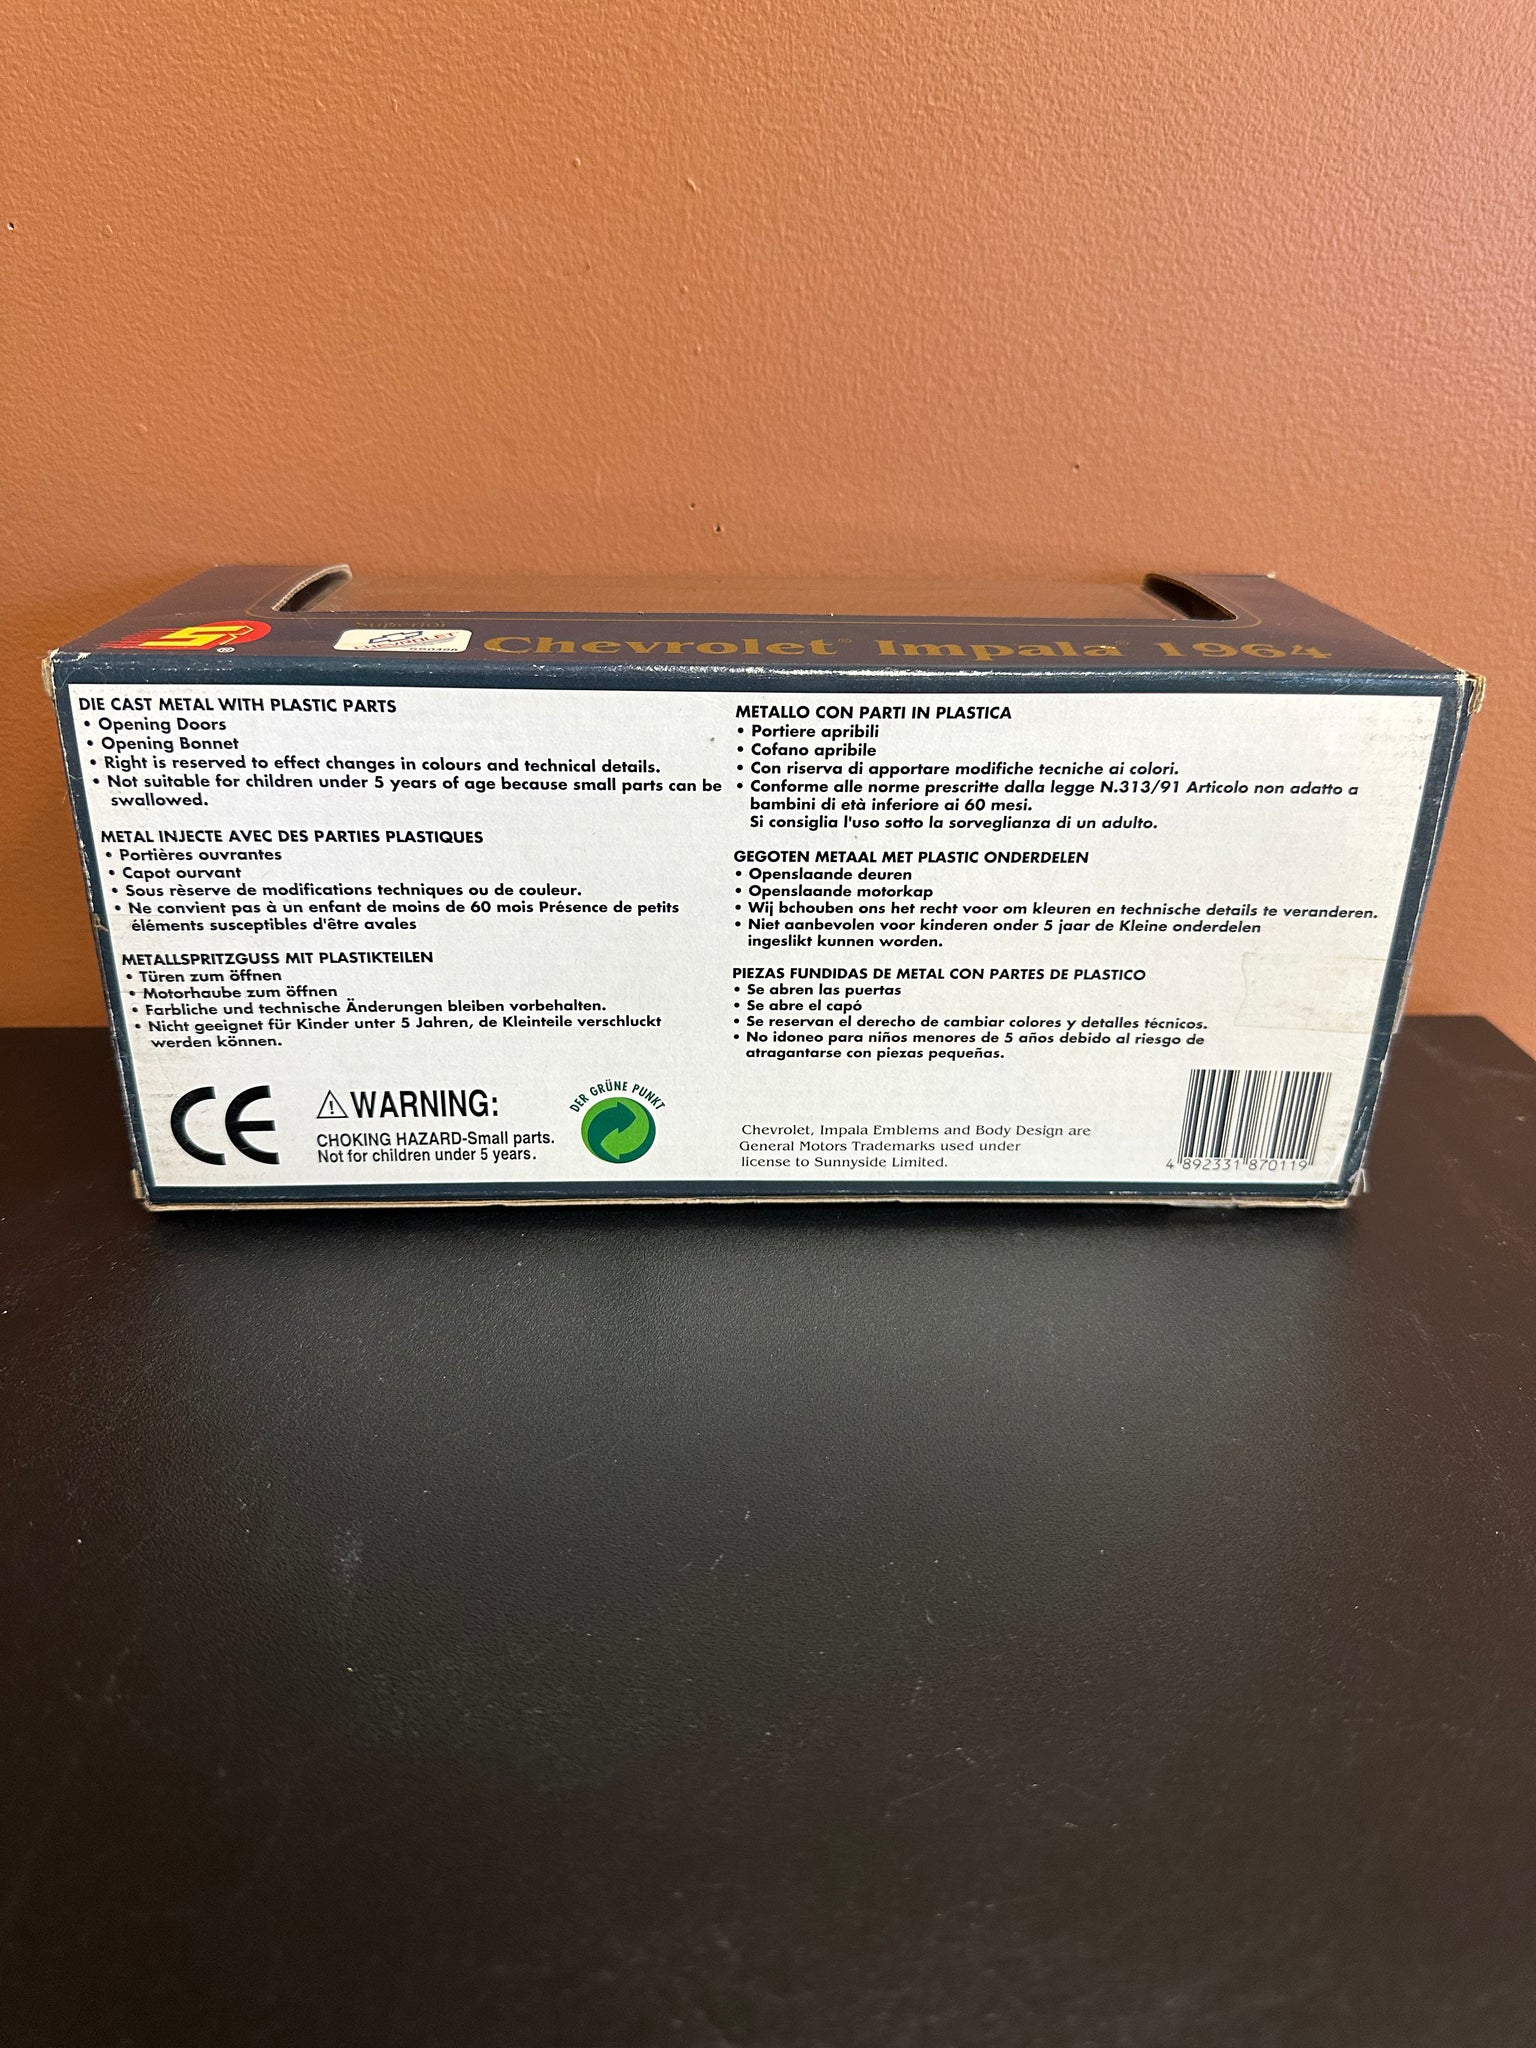 Superior
CHEVROLET
Chevrolet® Impala 1964
DIE CAST METAL WITH PLASTIC PARTS
• Opening Doors
• Opening Bonnet
• Right is reserved to effect changes in colours and technical details.
• Not suitable for children under 5 years of age because small parts can be
swallowed.
METAL INJECTE AVEC DES PARTIES PLASTIQUES
• Portières ouvrantes
• Capot ourvant
• Sous rèserve de modifications techniques ou de couleur.
• Ne convient pas à un enfant de moins de 60 mois Présence de petits
éléments susceptibles d'être avales
METALLSPRITZGUSS MIT PLASTIKTEILEN
• Türen zum öffnen
• Motorhaube zum öffnen
• Farbliche und technische Änderungen bleiben vorbehalten.
• Nicht geeignet für Kinder unter 5 Jahren, de Kleinteile verschluckt
werden können.
CE
WARNING:
CHOKING HAZARD-Small parts.
Not for children under 5 years.
DER GRÜNE PUNKT
METALLO CON PARTI IN PLASTICA
• Portiere apribili
• Cofano apribile
• Con riserva di apportare modifiche tecniche ai colori.
• Conforme alle norme prescritte dalla legge N.313/91 Articolo non adatto a
bambini di età inferiore ai 60 mesi.
Si consiglia l'uso sotto la sorveglianza di un adulto.
GEGOTEN METAAL MET PLASTIC ONDERDELEN
• Openslaande deuren
• Openslaande motorkap
• Wij bchouben ons het recht voor om kleuren en technische details te veranderen.
• Niet aanbevolen voor kinderen onder 5 jaar de Kleine onderdelen
ingeslikt kunnen worden.
PIEZAS FUNDIDAS DE METAL CON PARTES DE PLASTICO
• Se abren las puertas
• Se abre el capó
• Se reservan el derecho de cambiar colores y detalles técnicos.
• No idoneo para niños menores de 5 años debido al riesgo de
atragantarse con piezas pequeñas.
Chevrolet, Impala Emblems and Body Design are
General Motors Trademarks used under
license to Sunnyside Limited.
4 892331 870119